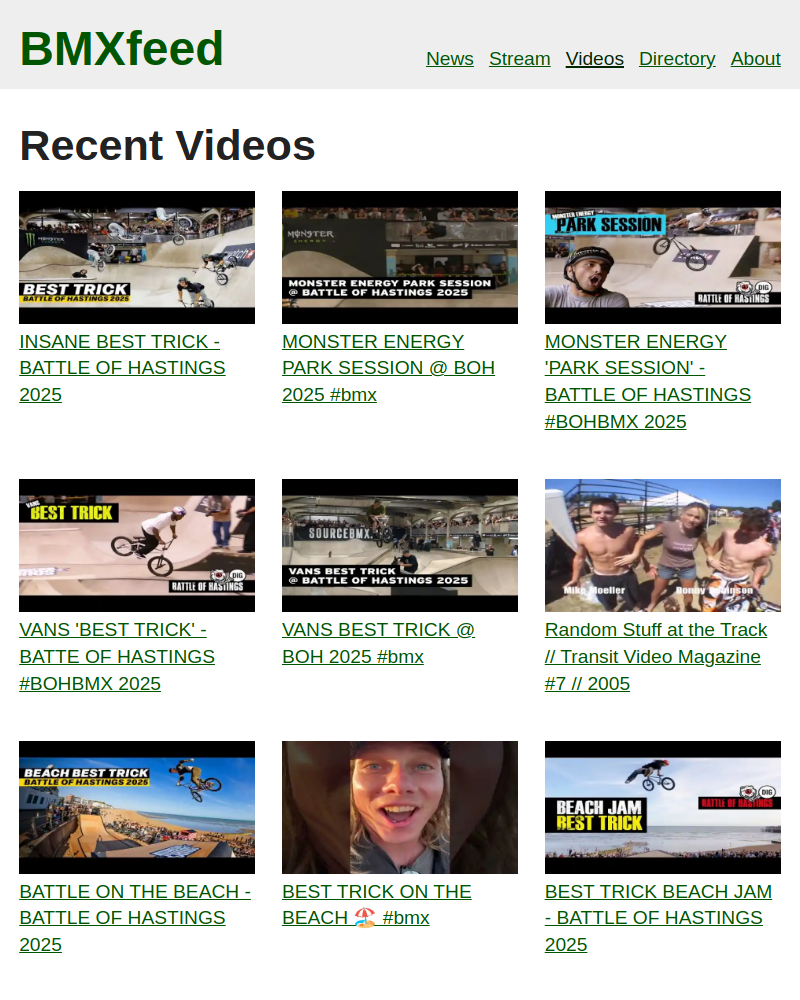 BMXfeed
News Stream Videos Directory About
Recent Videos
MONSTER
BEST TRICK
BATTLE OF HASTINGS 2025
INSANE BEST TRICK -
BATTLE OF HASTINGS
2025
MONSTER
ENERGY
MONSTER ENERGY PARK SESSION
@ BATTLE OF HASTINGS 2025
MONSTER ENERGY
PARK SESSION @ BOH
2025 #bmx
MONSTER ENERGY
PARK SESSION
DIG
BATTLE OF HASTINGS
MONSTER ENERGY
'PARK SESSION' -
BATTLE OF HASTINGS
#BOHBMX 2025
VANS
BEST TRICK
DIG
BATTLE OF HASTINGS
VANS 'BEST TRICK' -
BATTE OF HASTINGS
#BOHBMX 2025
SOURCEBMX.
VANS BEST TRICK
@ BATTLE OF HASTINGS 2025
VANS BEST TRICK @
BOH 2025 #bmx
Mike Moeller
Random Stuff at the Track
// Transit Video Magazine
#7 // 2005
BEACH BEST TRICK
BATTLE OF HASTINGS 2025
BATTLE ON THE BEACH -
BATTLE OF HASTINGS
2025
BEST TRICK ON THE
BEACH 🏖️ #bmx
DIG
BATTLE OF HASTINGS
BEACH JAM
BEST TRICK
BEST TRICK BEACH JAM
- BATTLE OF HASTINGS
2025